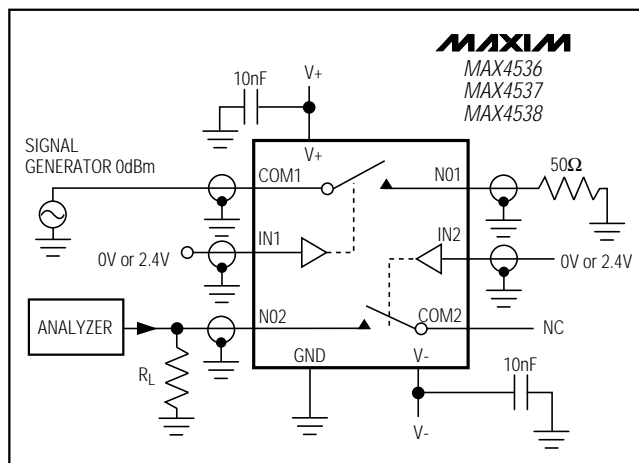 MAXIM
MAX4536
MAX4537
MAX4538
10nF
V+
SIGNAL
GENERATOR 0dBm
V+
COM1
N01
50Ω
IN1
IN2
0V or 2.4V
0V or 2.4V
ANALYZER
N02
COM2
NC
RL
GND
V-
10nF
V-